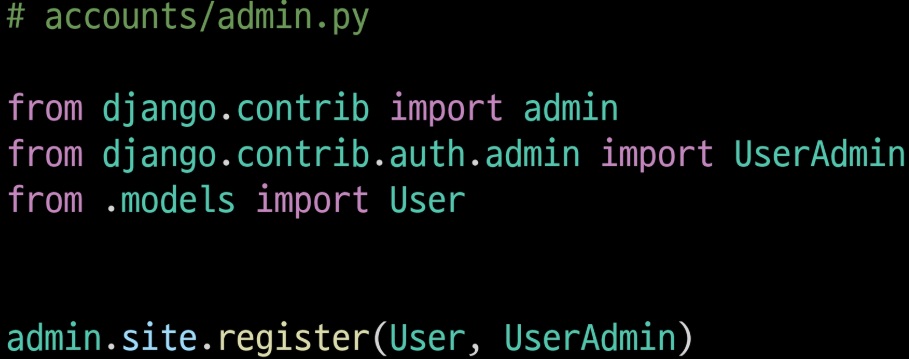 # accounts/admin.py
from django.contrib import admin
from django.contrib.auth.admin import UserAdmin
from .models import User
admin.site.register(User, UserAdmin)